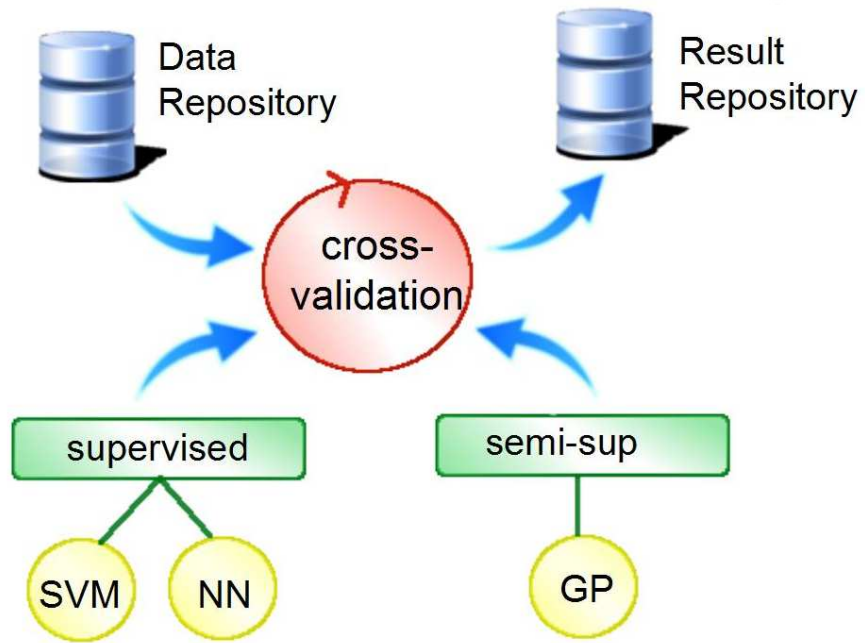 Data
Repository
Result
Repository
cross-
validation
supervised
semi-sup
SVM
NN
GP